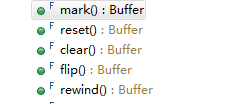 F mark() : Buffer
F reset() : Buffer
F clear() : Buffer
F flip() : Buffer
F rewind() : Buffer
F